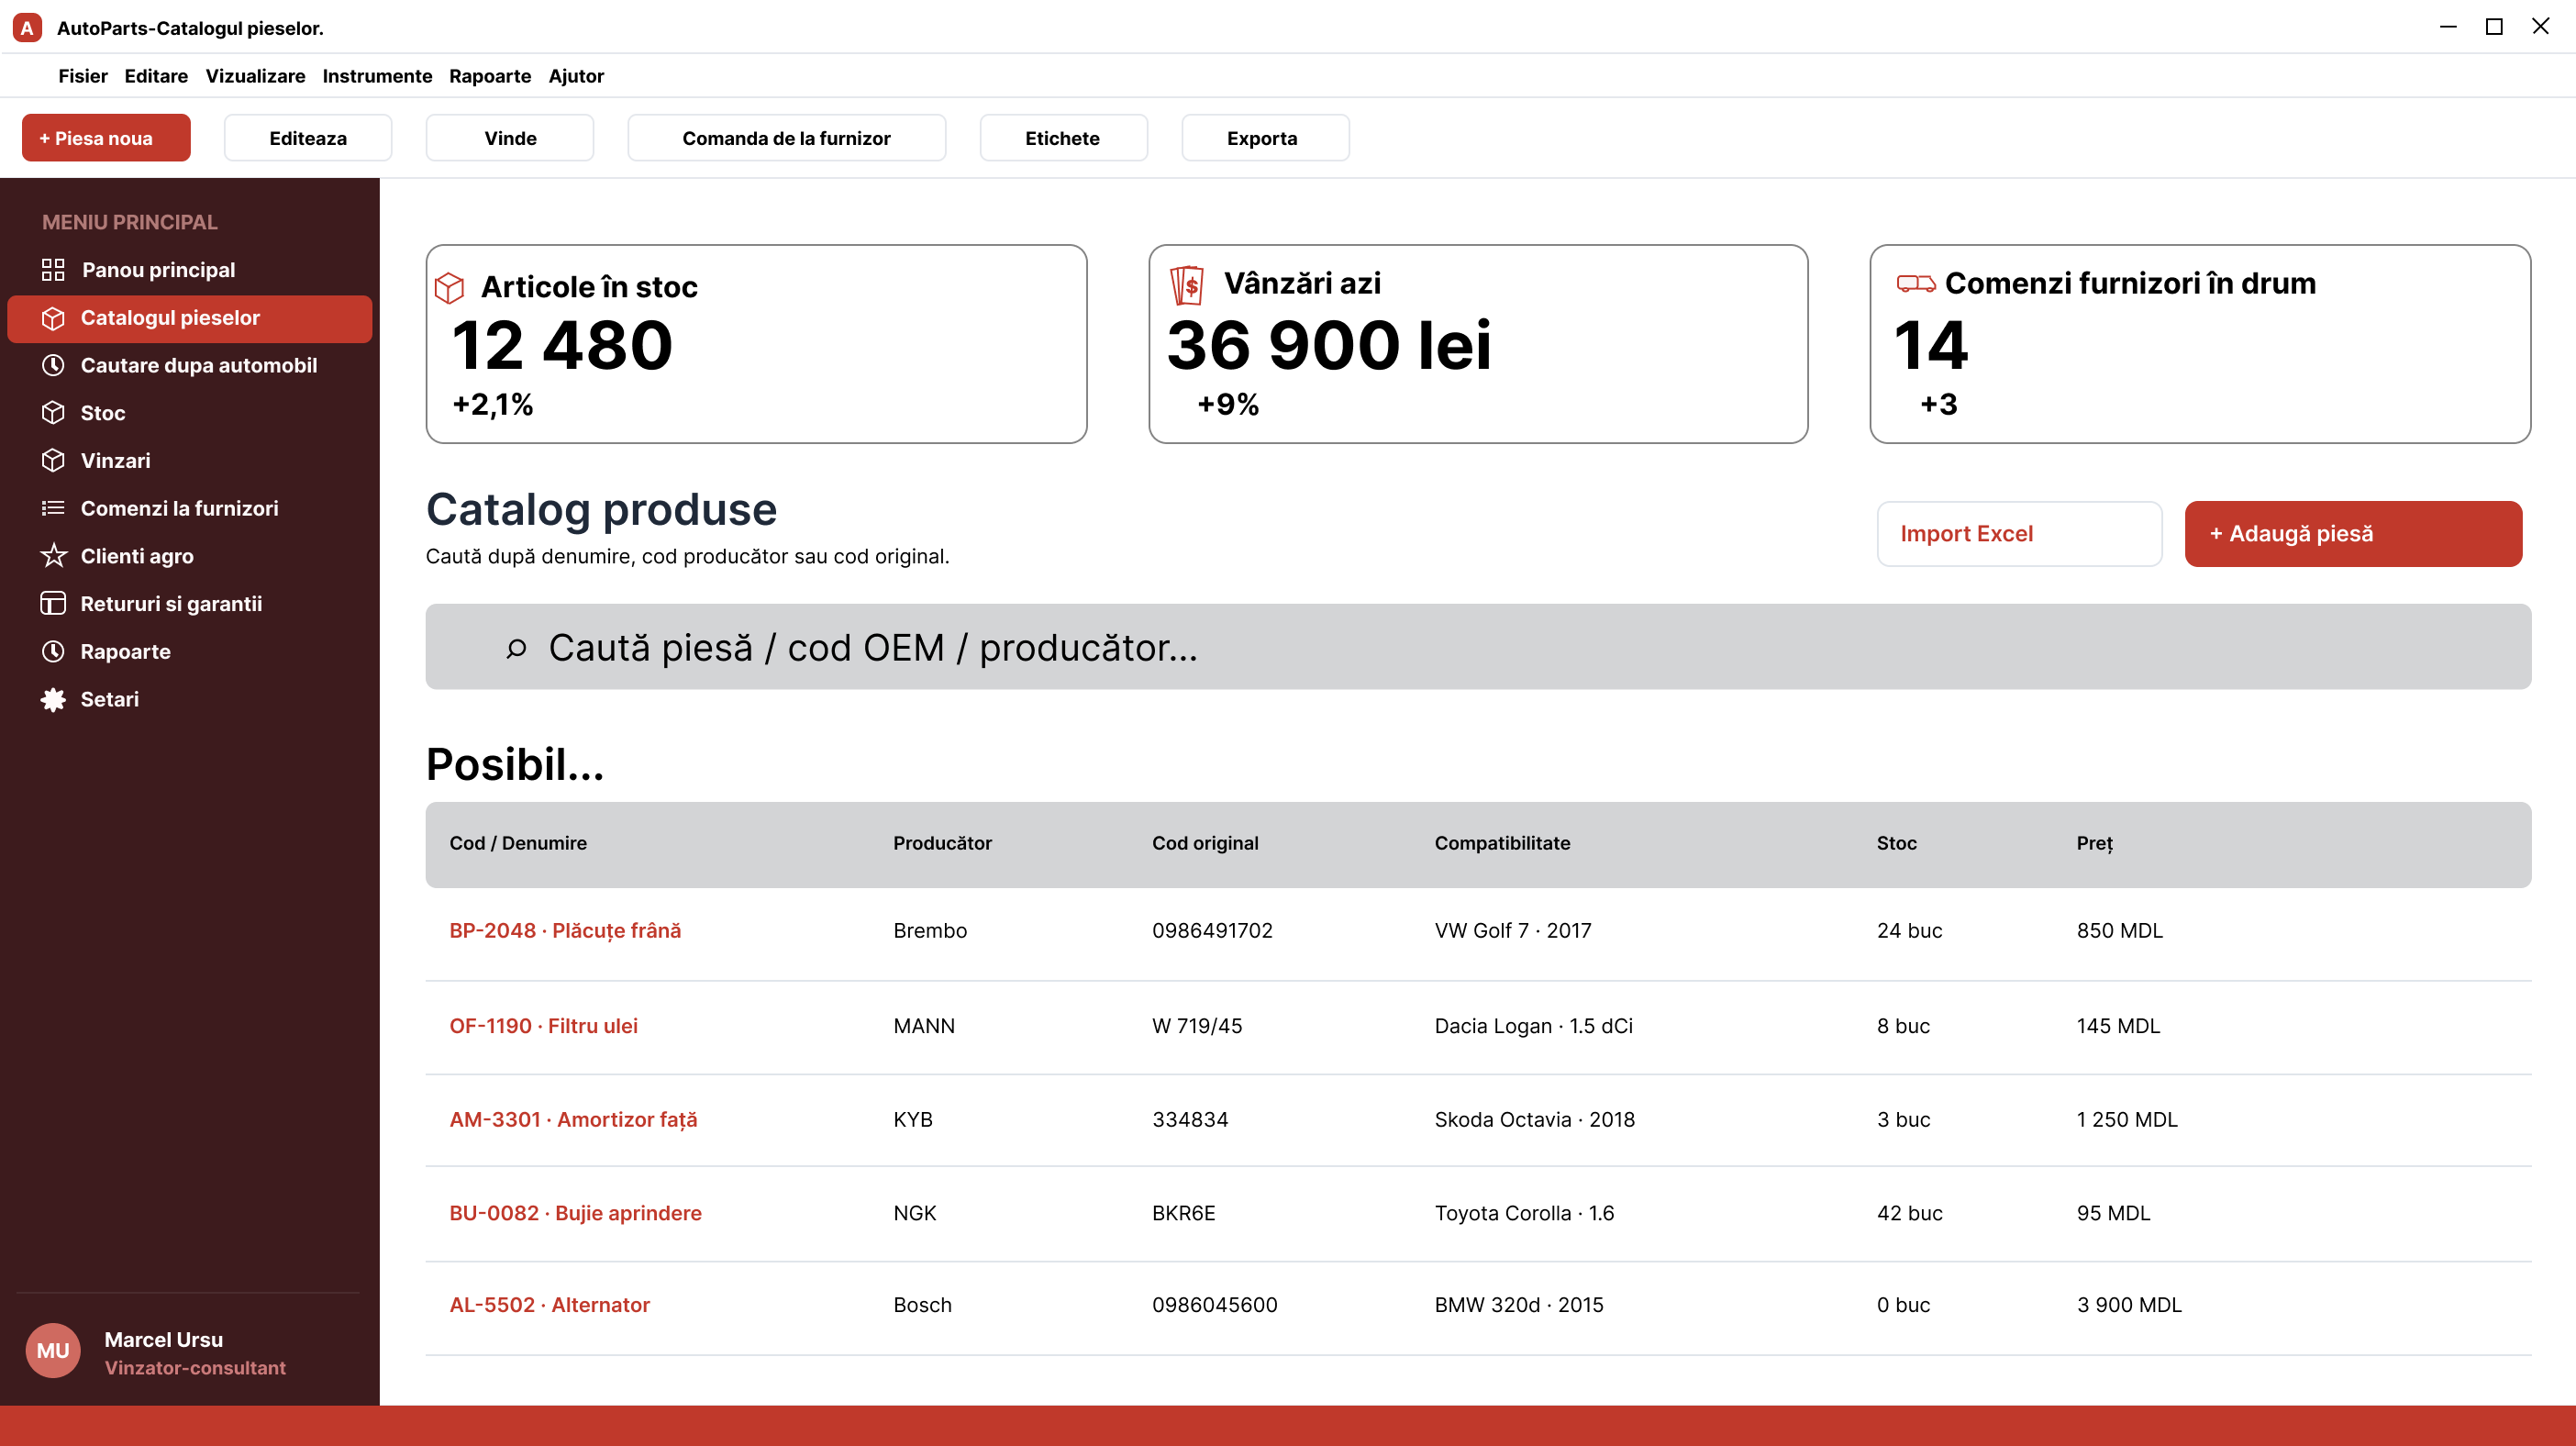 A AutoParts-Catalogul pieselor.
Fisier Editare Vizualizare Instrumente Rapoarte Ajutor
+ Piesa noua Editeaza Vinde Comanda de la furnizor Etichete Exporta
MENIU PRINCIPAL
Panou principal
Catalogul pieselor
Cautare dupa automobil
Stoc
Vinzari
Comenzi la furnizori
Clienti agro
Retururi si garantii
Rapoarte
Setari
MU
Marcel Ursu
Vinzator-consultant
Articole în stoc
12 480
+2,1%
$ Vânzări azi
36 900 lei
+9%
Comenzi furnizori în drum
14
+3
Catalog produse
Caută după denumire, cod producător sau cod original.
Import Excel
+ Adaugă piesă
Caută piesă / cod OEM / producător...
Posibil...
Cod / Denumire Producător Cod original Compatibilitate Stoc Preț
BP-2048 · Plăcuțe frână Brembo 0986491702 VW Golf 7 · 2017 24 buc 850 MDL
OF-1190 · Filtru ulei MANN W 719/45 Dacia Logan · 1.5 dCi 8 buc 145 MDL
AM-3301 · Amortizor față KYB 334834 Skoda Octavia · 2018 3 buc 1 250 MDL
BU-0082 · Bujie aprindere NGK BKR6E Toyota Corolla · 1.6 42 buc 95 MDL
AL-5502 · Alternator Bosch 0986045600 BMW 320d · 2015 0 buc 3 900 MDL